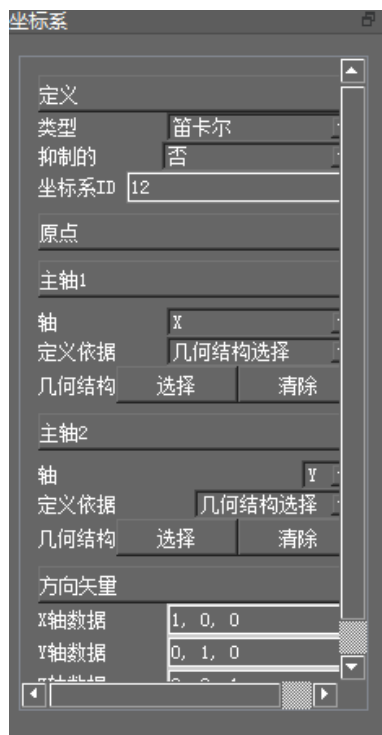 坐标系
定义
类型 笛卡尔
抑制的 否
坐标系ID 12
原点
主轴1
轴 X
定义依据 几何结构选择
几何结构 选择 清除
主轴2
轴 Y
定义依据 几何结构选择
几何结构 选择 清除
方向矢量
X轴数据 1, 0, 0
Y轴数据 0, 1, 0